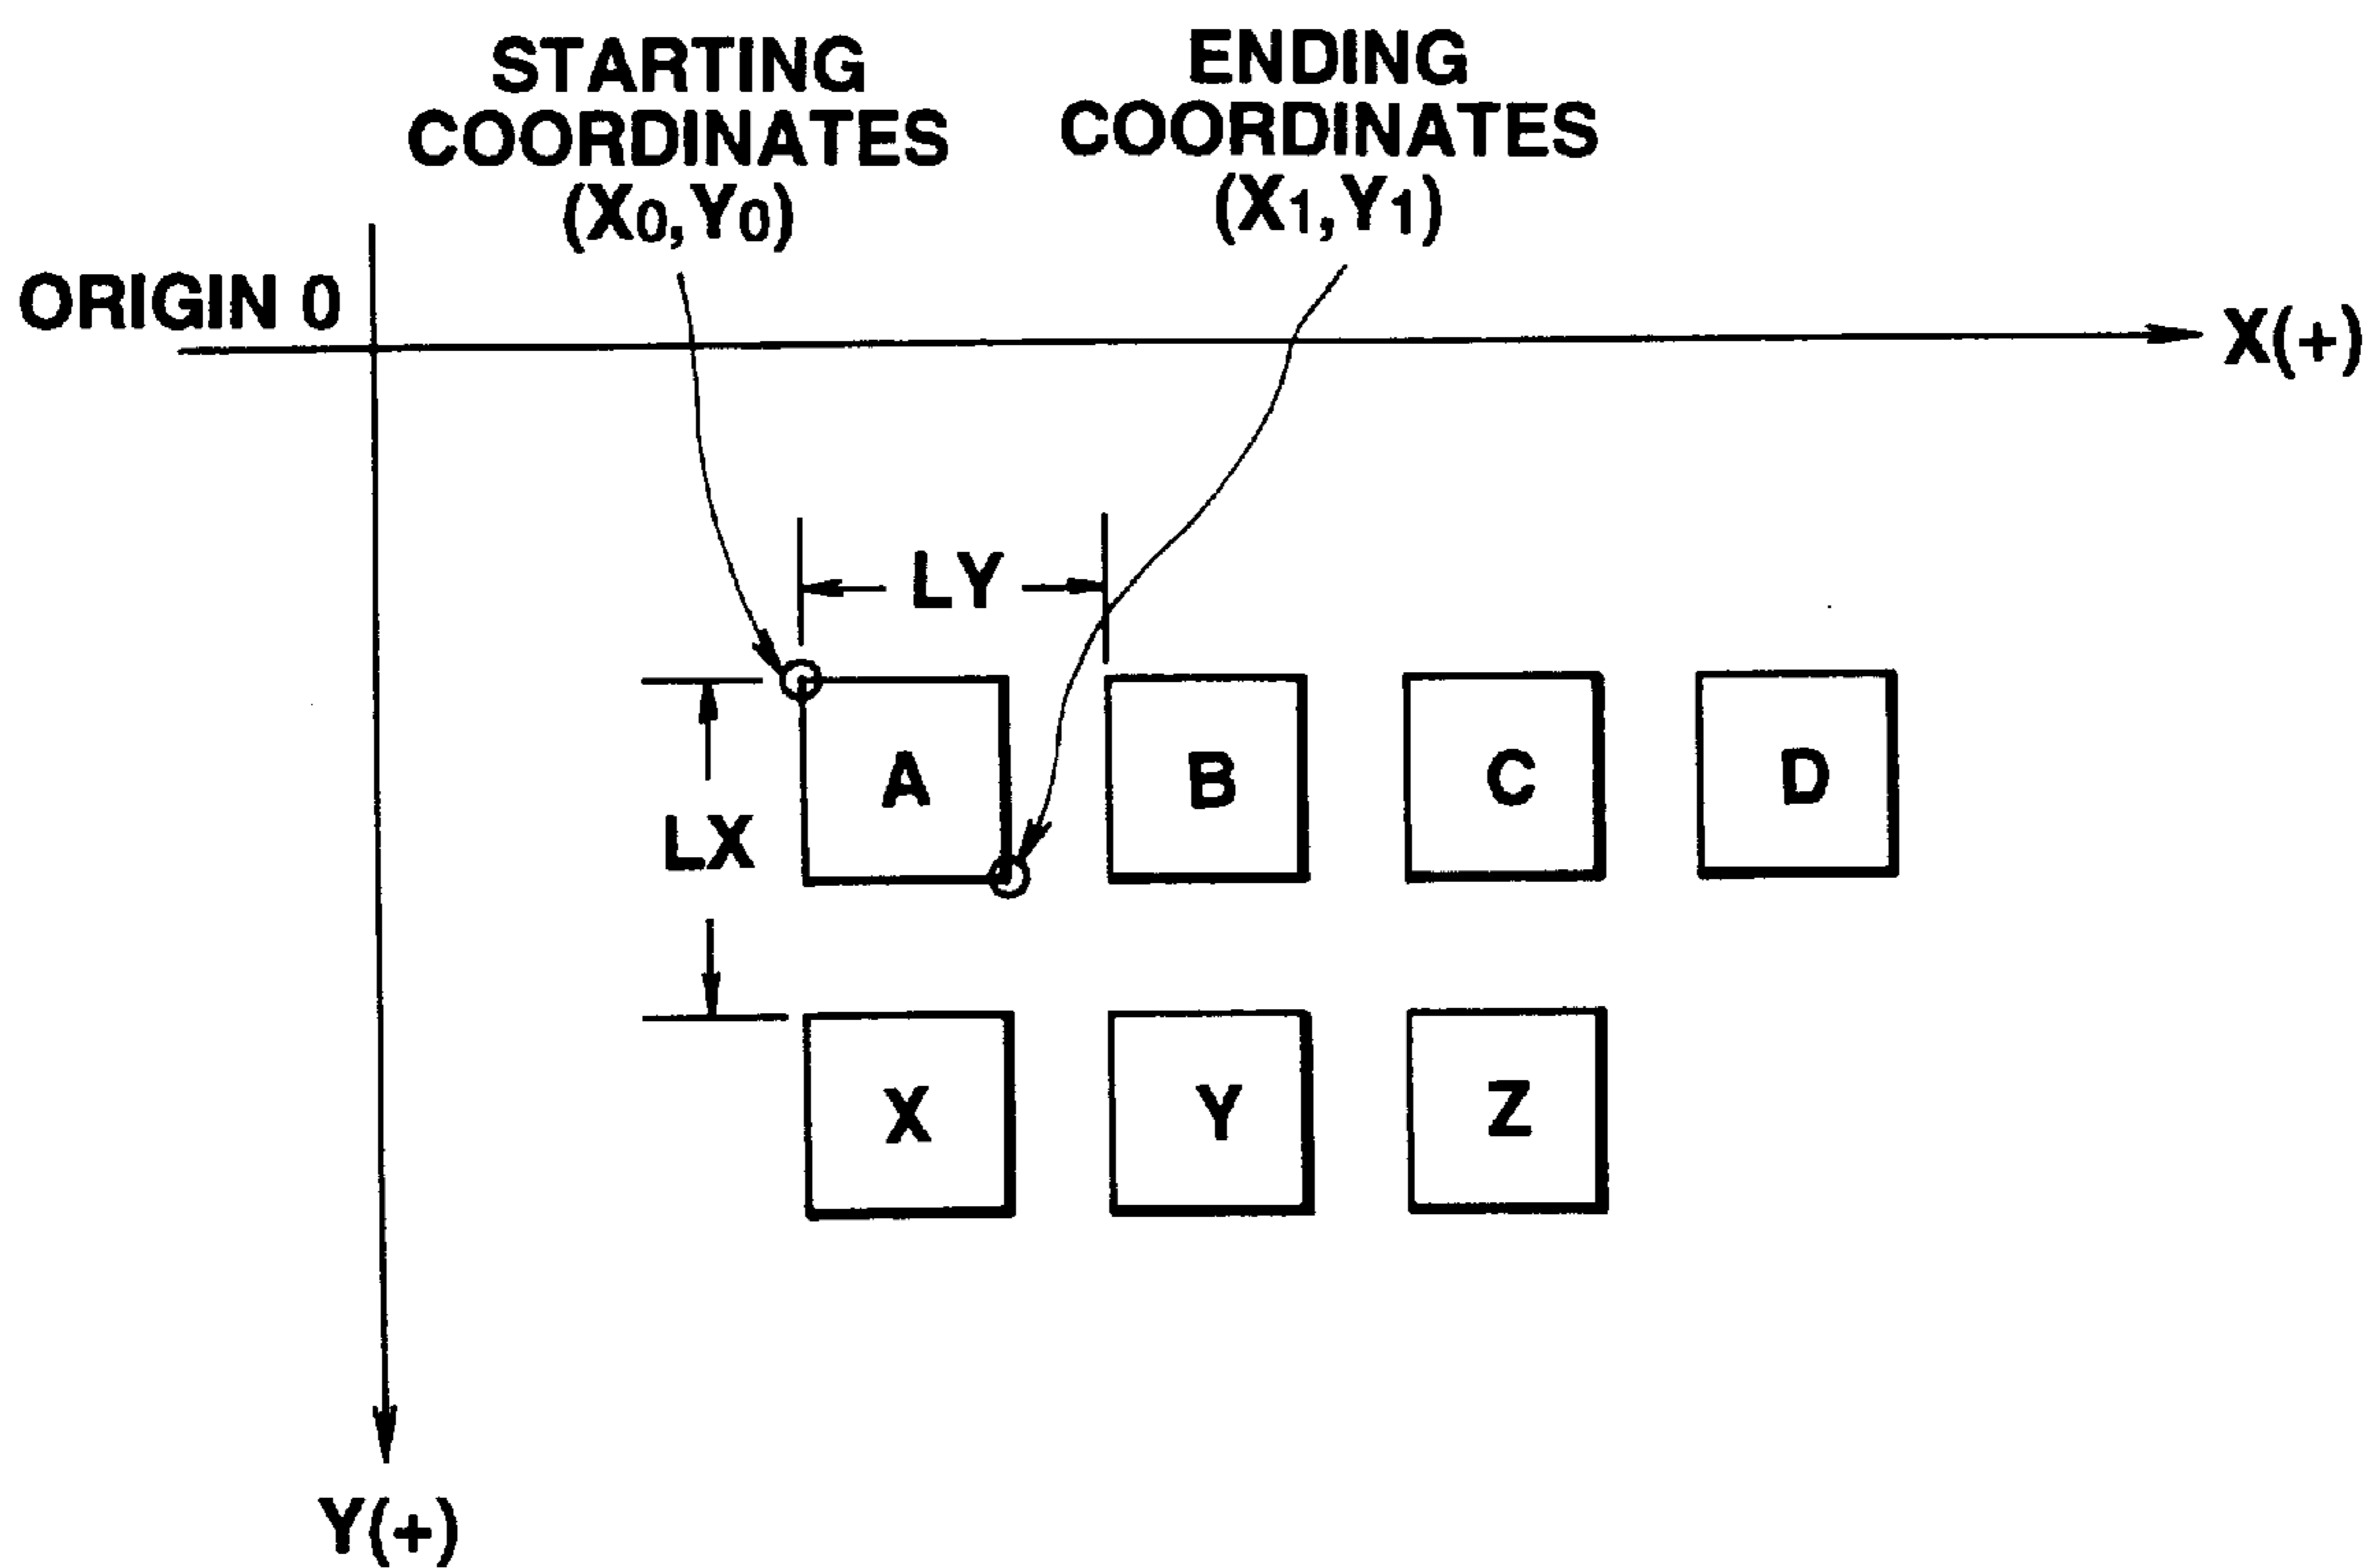 STARTING
COORDINATES
(X0,Y0)
ENDING
COORDINATES
(X1,Y1)
ORIGIN 0
X(+)
LY
A
B
C
D
LX
X
Y
Z
Y(+)